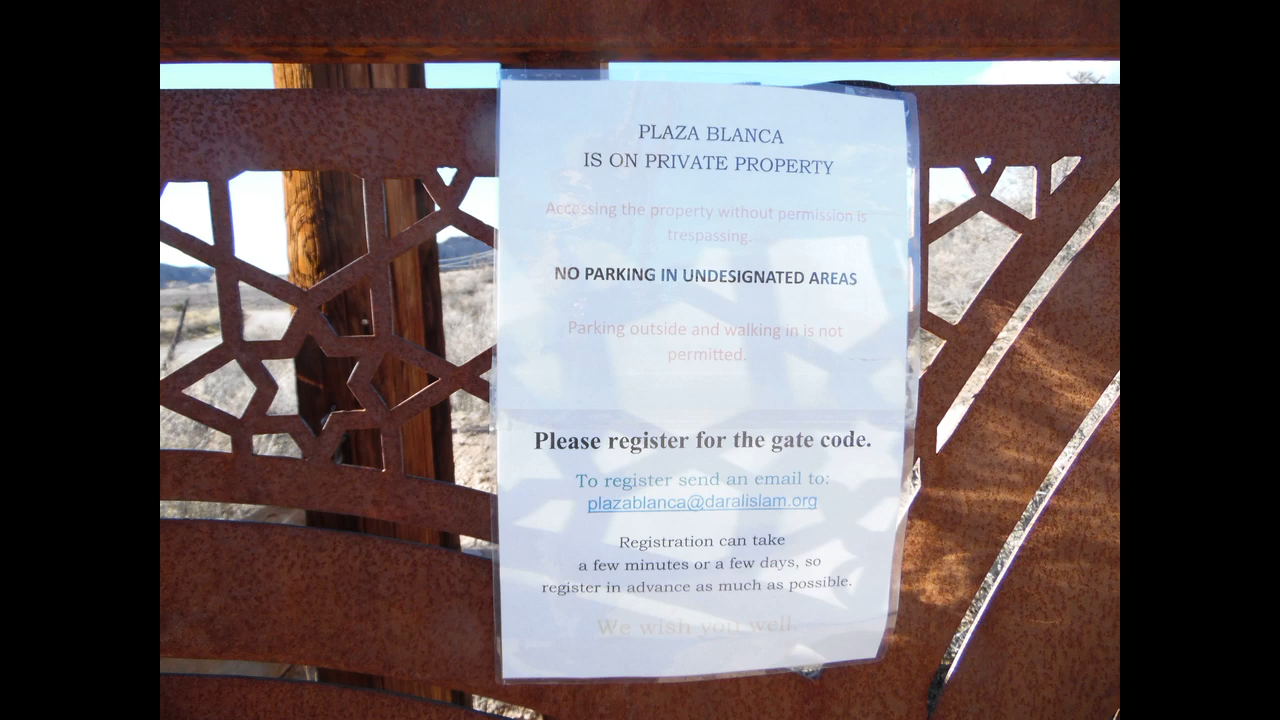 PLAZA BLANCA
IS ON PRIVATE PROPERTY
Accessing the property without permission is
trespassing.
NO PARKING IN UNDESIGNATED AREAS
Parking outside and walking in is not
permitted.
Please register for the gate code.
To register send an email to:
plazablanca@daralislam.org
Registration can take
a few minutes or a few days, so
register in advance as much as possible.
We wish you well.